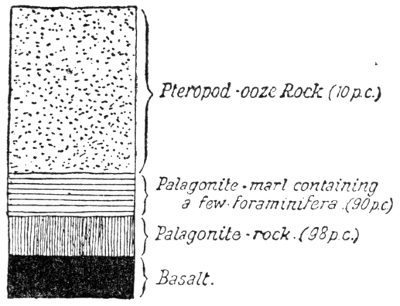 Pteropod-ooze Rock (10 p.c.)
Palagonite-marl containing
a few foraminifera (90 p.c)
Palagonite-rock. (98 p.c.)
Basalt.